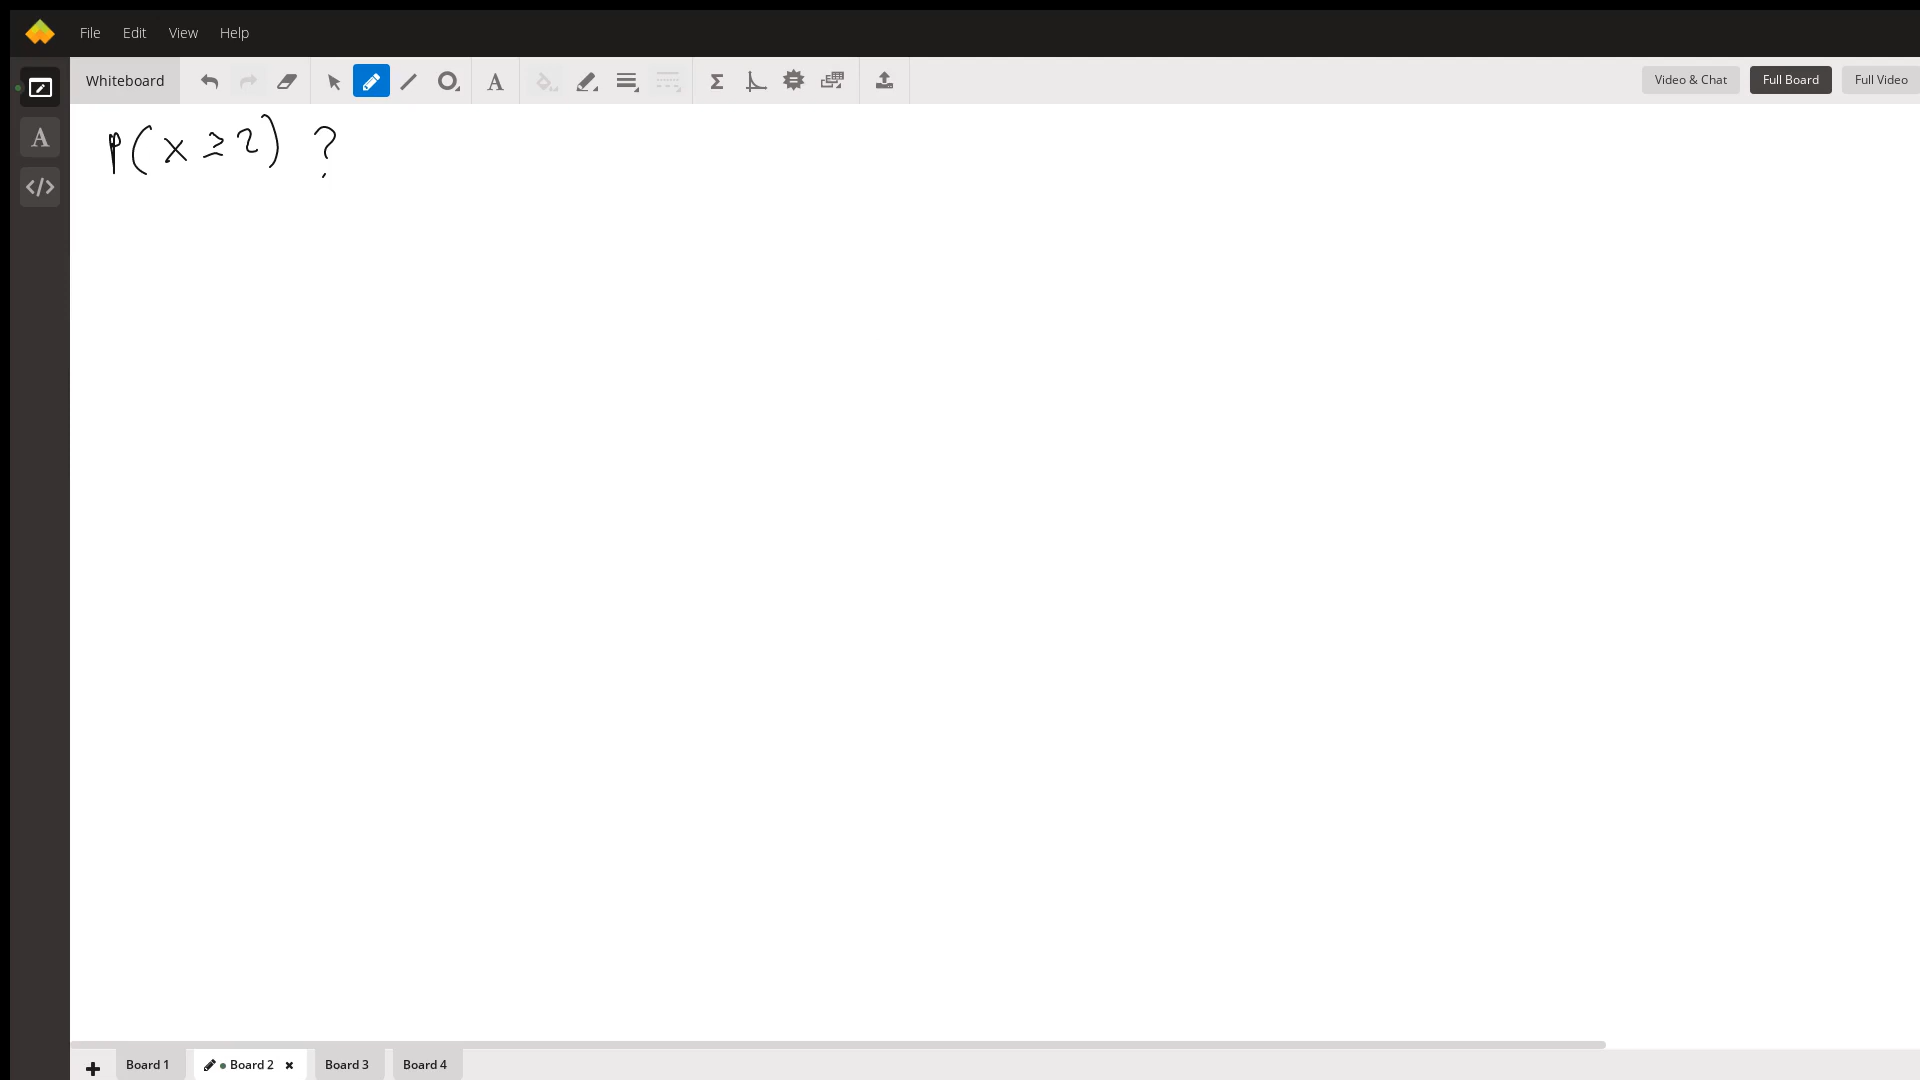 File Edit View Help
Whiteboard A Σ Video & Chat Full Board Full Video
A
</>
P(x ≥ 2) ?
+ Board 1 Board 2 × Board 3 Board 4